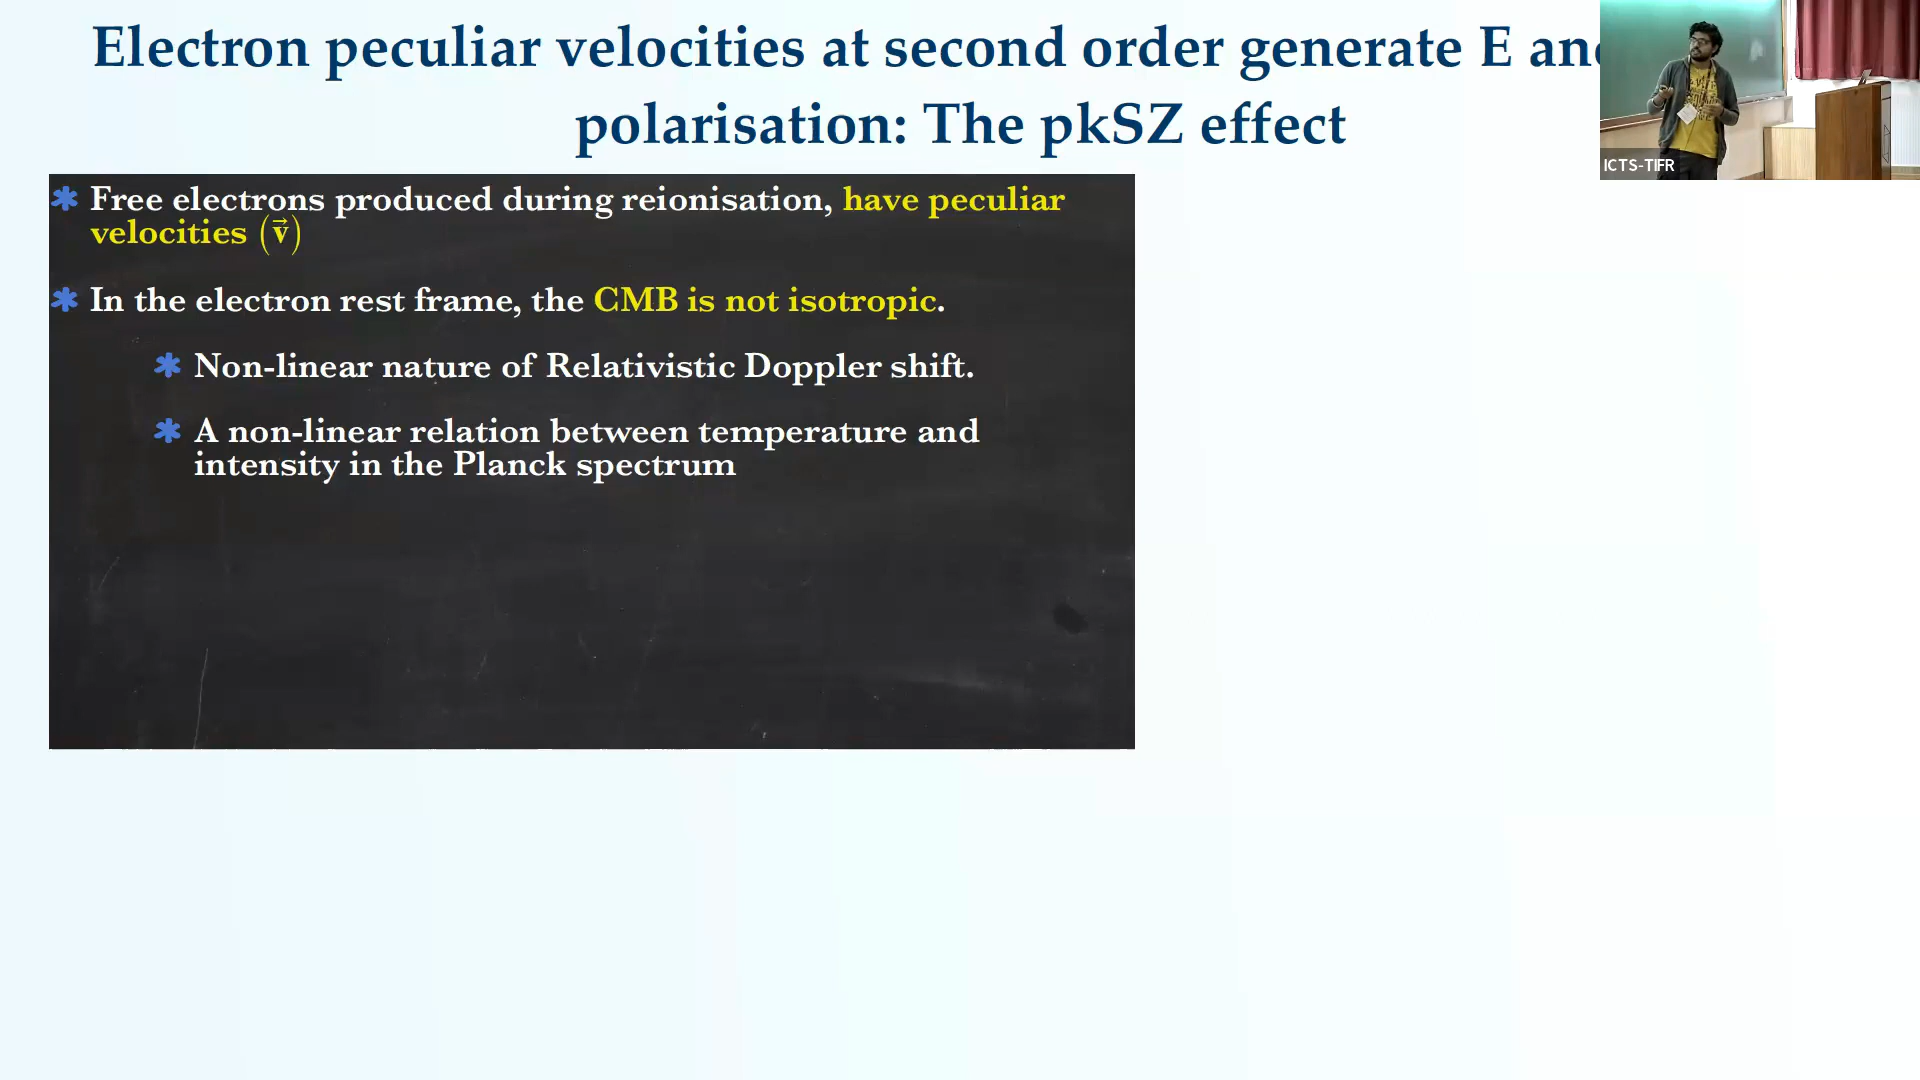 Electron peculiar velocities at second order generate E and
polarisation: The pkSZ effect
ICTS-TIFR
✱ Free electrons produced during reionisation, have peculiar
velocities (v⃗)
✱ In the electron rest frame, the CMB is not isotropic.
✱ Non-linear nature of Relativistic Doppler shift.
✱ A non-linear relation between temperature and
intensity in the Planck spectrum